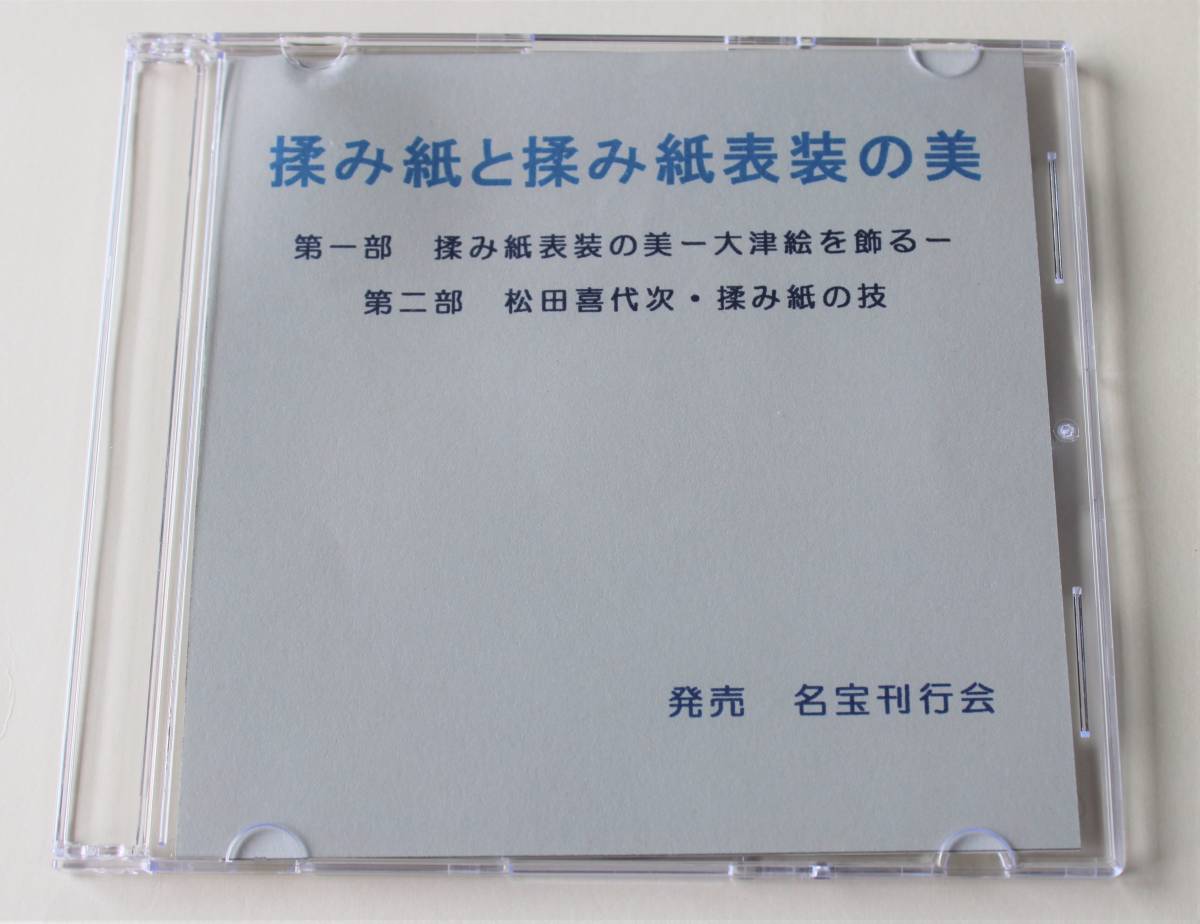 揉み紙と揉み紙表装の美
第一部　揉み紙表装の美ー大津絵を飾るー
第二部　松田喜代次・揉み紙の技
発売　名宝刊行会